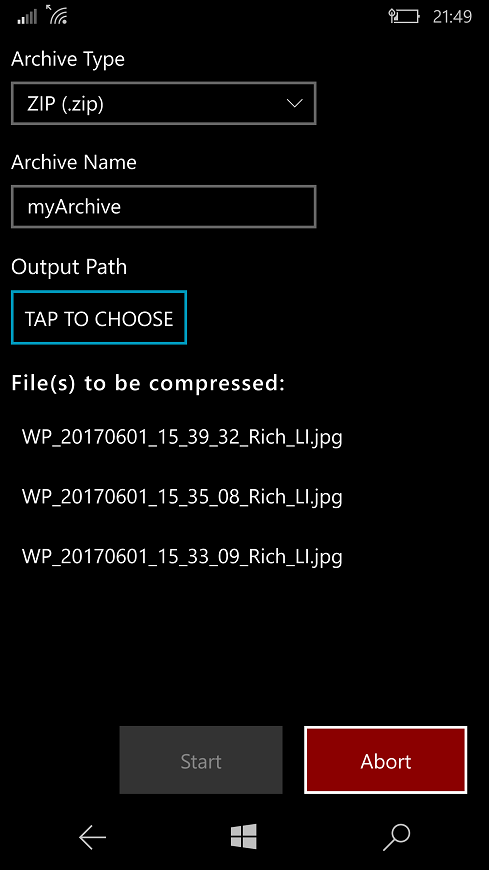 21:49
Archive Type
ZIP (.zip)
Archive Name
myArchive
Output Path
TAP TO CHOOSE
File(s) to be compressed:
WP_20170601_15_39_32_Rich_LI.jpg
WP_20170601_15_35_08_Rich_LI.jpg
WP_20170601_15_33_09_Rich_LI.jpg
Start
Abort